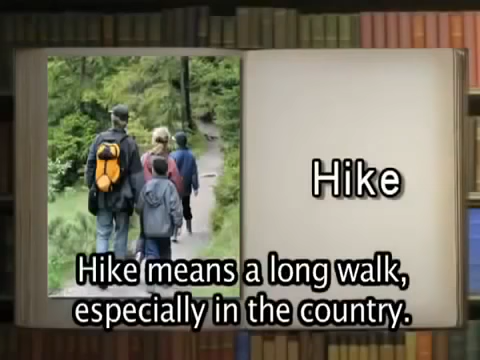 Hike
Hike means a long walk,
especially in the country.